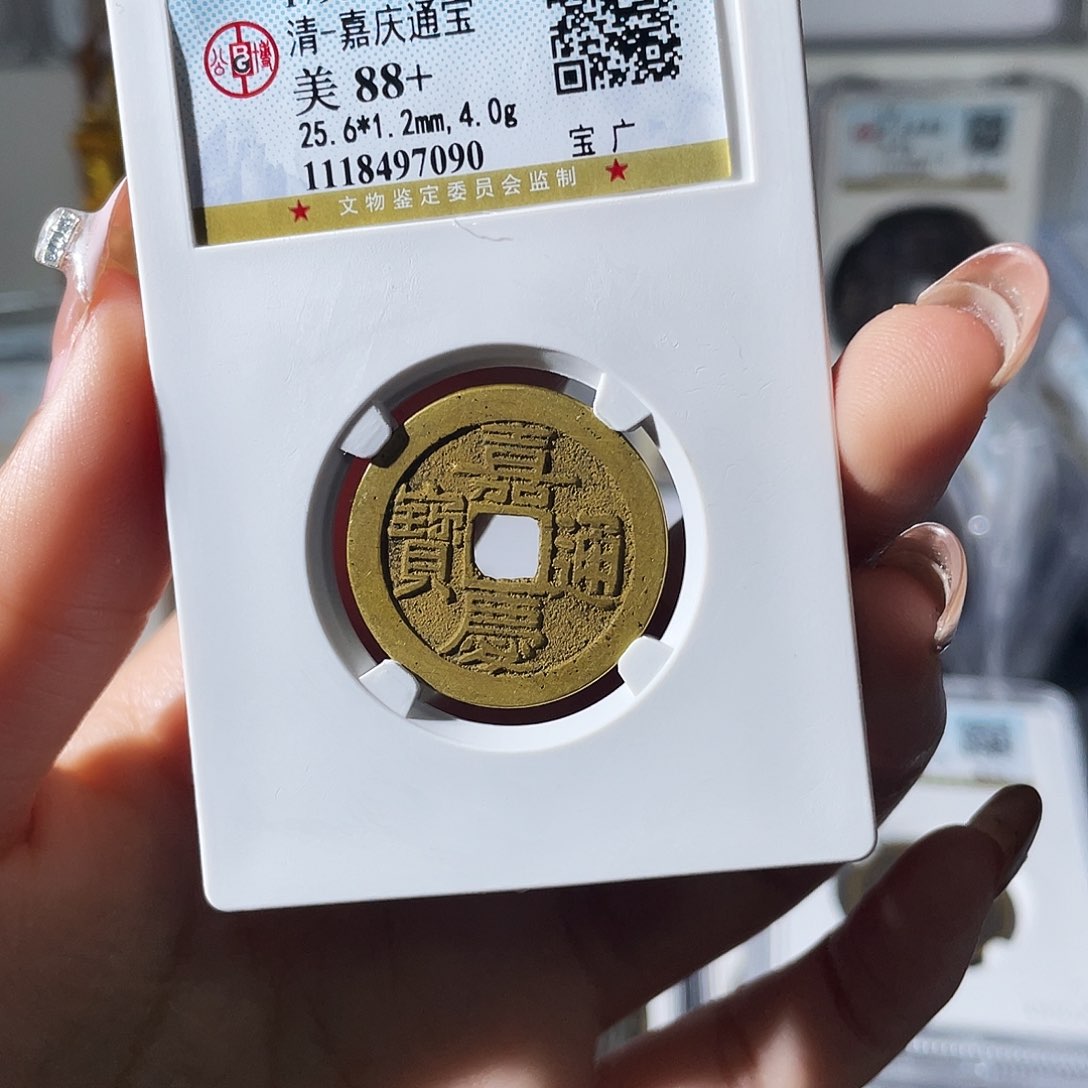 清-嘉庆通宝
美 88+
25.6*1.2mm,4.0g
1118497090
宝 广
文物鉴定委员会监制
嘉慶通寶